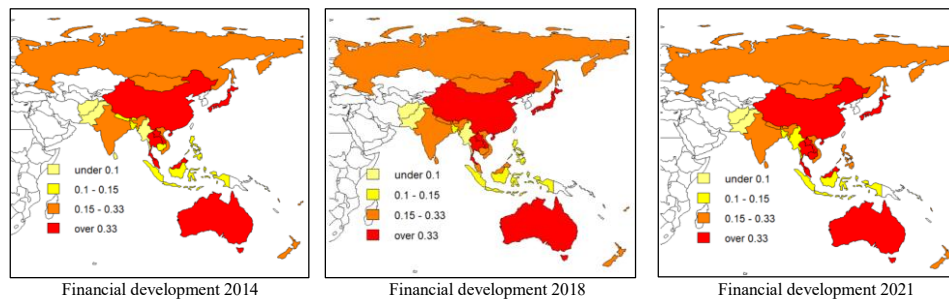 under 0.1
0.1 - 0.15
0.15 - 0.33
over 0.33
Financial development 2014
under 0.1
0.1 - 0.15
0.15 - 0.33
over 0.33
Financial development 2018
under 0.1
0.1 - 0.15
0.15 - 0.33
over 0.33
Financial development 2021